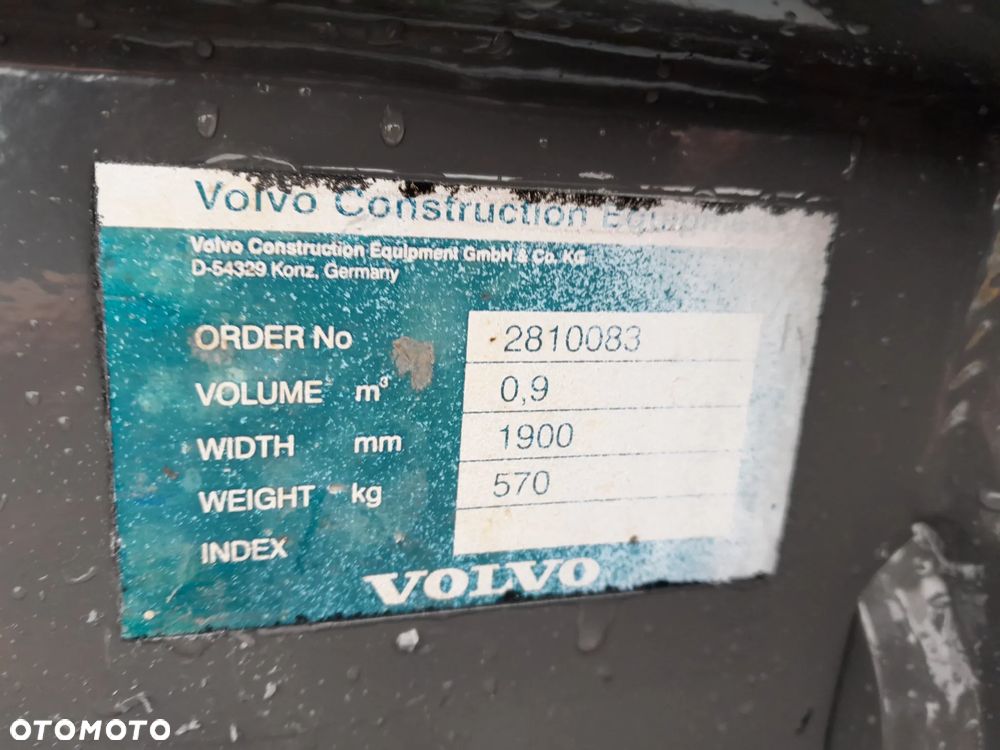 Volvo Construction Equipme
Volvo Construction Equipment GmbH & Co. KG
D-54329 Konz, Germany
ORDER No 2810083
VOLUME m³ 0,9
WIDTH mm 1900
WEIGHT kg 570
INDEX
VOLVO
OTOMOTO